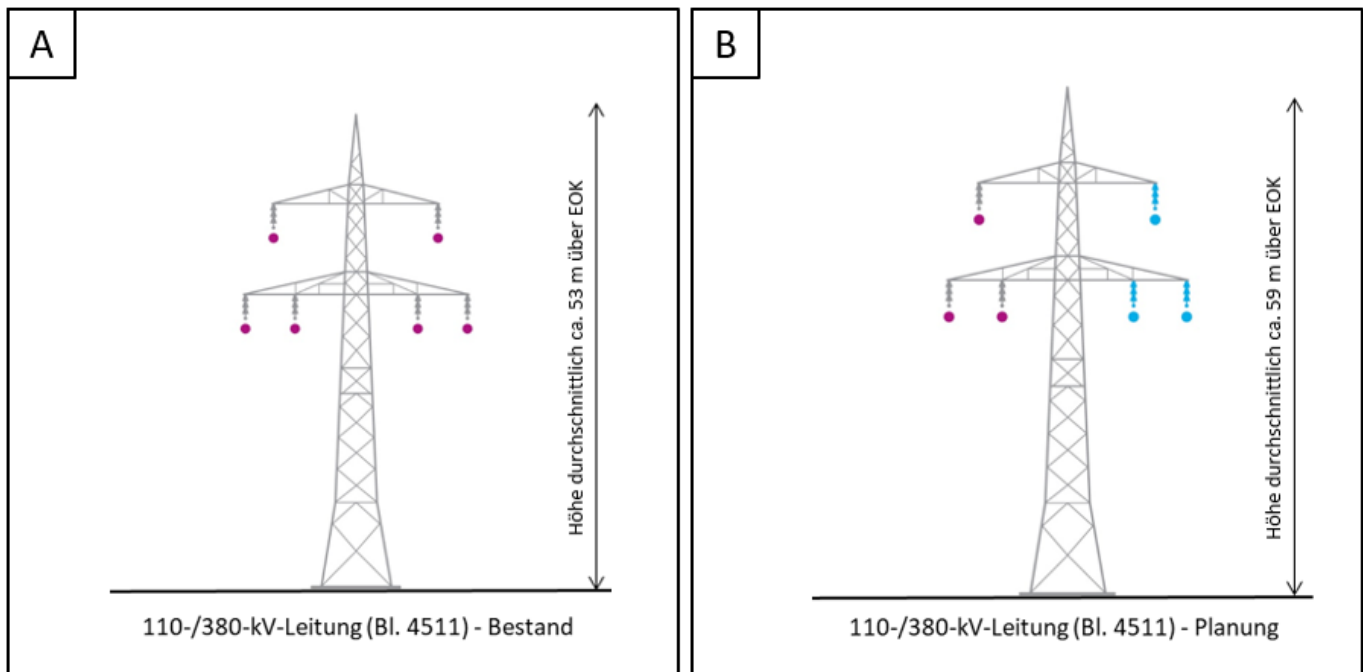 A
Höhe durchschnittlich ca. 53 m über EOK
110-/380-kV-Leitung (Bl. 4511) - Bestand
B
Höhe durchschnittlich ca. 59 m über EOK
110-/380-kV-Leitung (Bl. 4511) - Planung